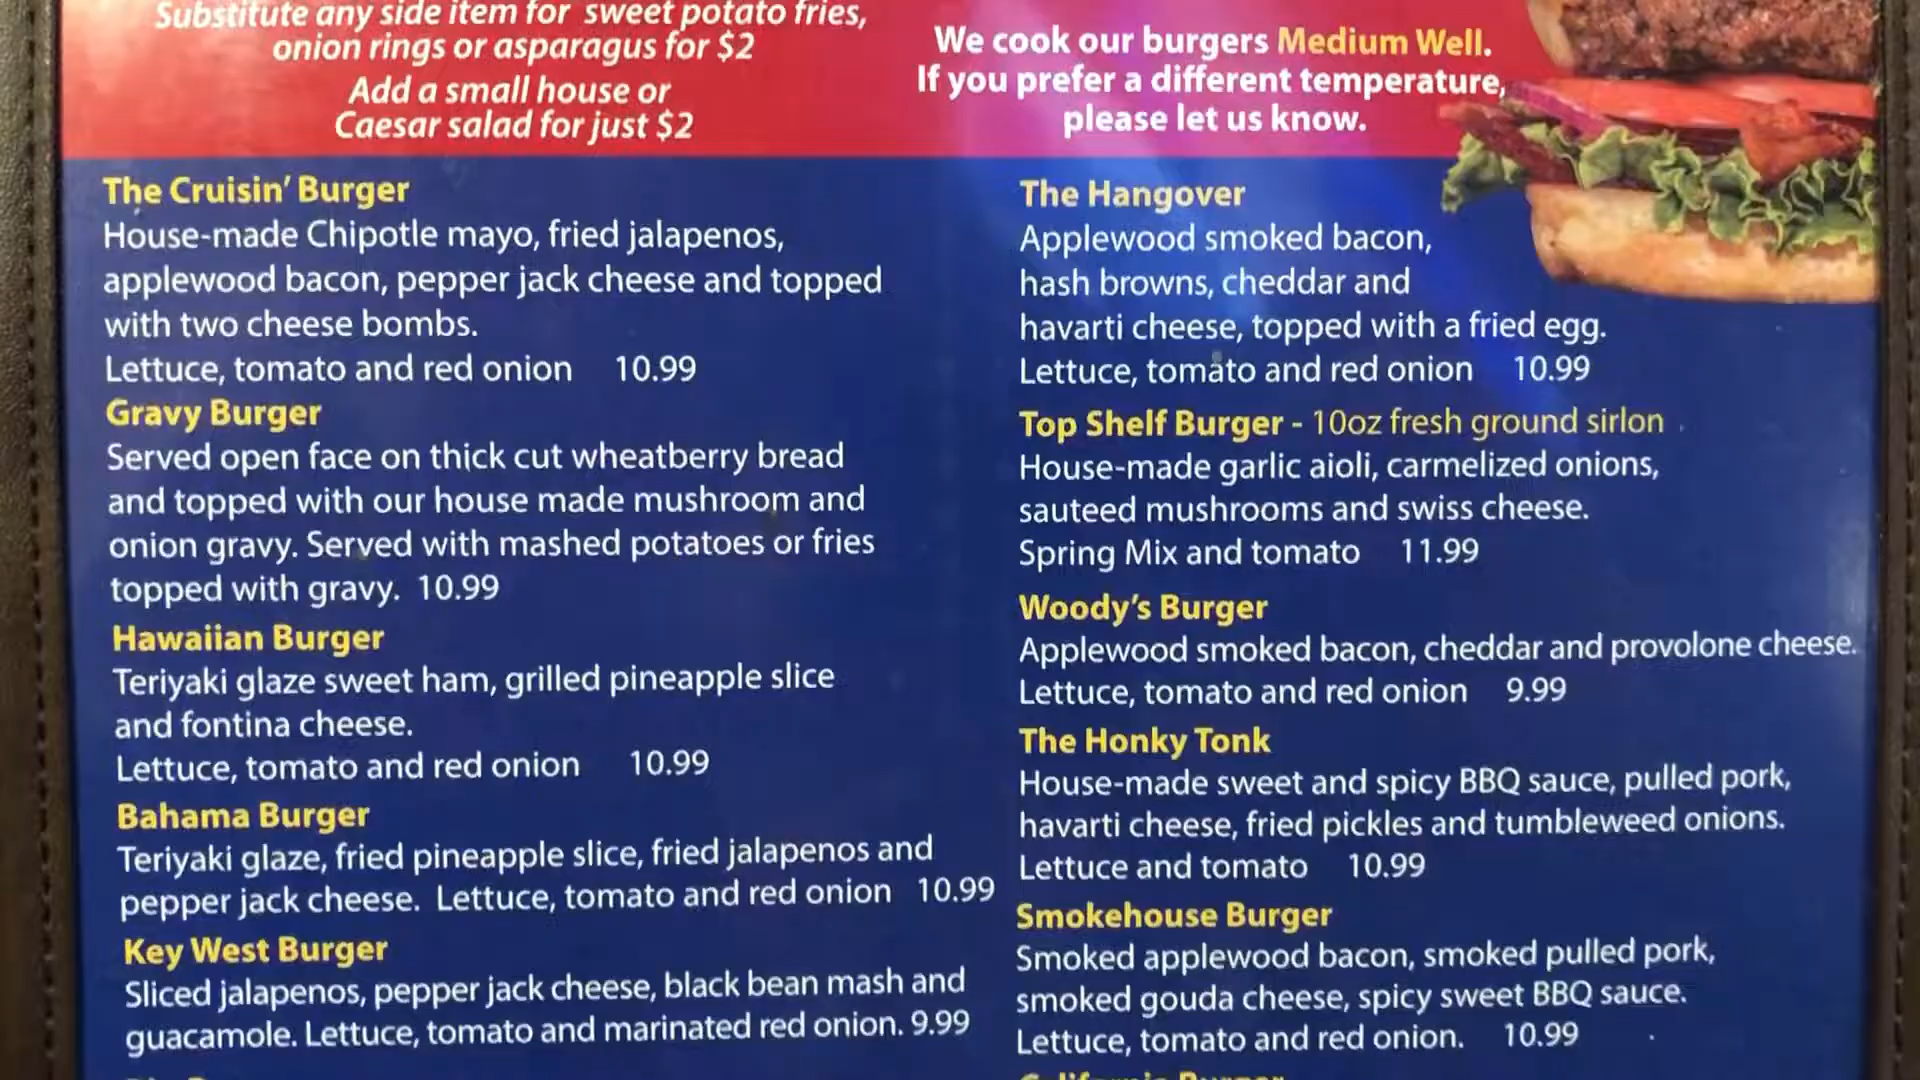 Substitute any side item for sweet potato fries,
onion rings or asparagus for $2
Add a small house or
Caesar salad for just $2
We cook our burgers Medium Well.
If you prefer a different temperature,
please let us know.
The Cruisin' Burger
House-made Chipotle mayo, fried jalapenos,
applewood bacon, pepper jack cheese and topped
with two cheese bombs.
Lettuce, tomato and red onion 10.99
Gravy Burger
Served open face on thick cut wheatberry bread
and topped with our house made mushroom and
onion gravy. Served with mashed potatoes or fries
topped with gravy. 10.99
Hawaiian Burger
Teriyaki glaze sweet ham, grilled pineapple slice
and fontina cheese.
Lettuce, tomato and red onion 10.99
Bahama Burger
Teriyaki glaze, fried pineapple slice, fried jalapenos and
pepper jack cheese. Lettuce, tomato and red onion 10.99
Key West Burger
Sliced jalapenos, pepper jack cheese, black bean mash and
guacamole. Lettuce, tomato and marinated red onion. 9.99
The Hangover
Applewood smoked bacon,
hash browns, cheddar and
havarti cheese, topped with a fried egg.
Lettuce, tomato and red onion 10.99
Top Shelf Burger - 10oz fresh ground sirlon
House-made garlic aioli, carmelized onions,
sauteed mushrooms and swiss cheese.
Spring Mix and tomato 11.99
Woody's Burger
Applewood smoked bacon, cheddar and provolone cheese.
Lettuce, tomato and red onion 9.99
The Honky Tonk
House-made sweet and spicy BBQ sauce, pulled pork,
havarti cheese, fried pickles and tumbleweed onions.
Lettuce and tomato 10.99
Smokehouse Burger
Smoked applewood bacon, smoked pulled pork,
smoked gouda cheese, spicy sweet BBQ sauce.
Lettuce, tomato and red onion. 10.99
California Burger